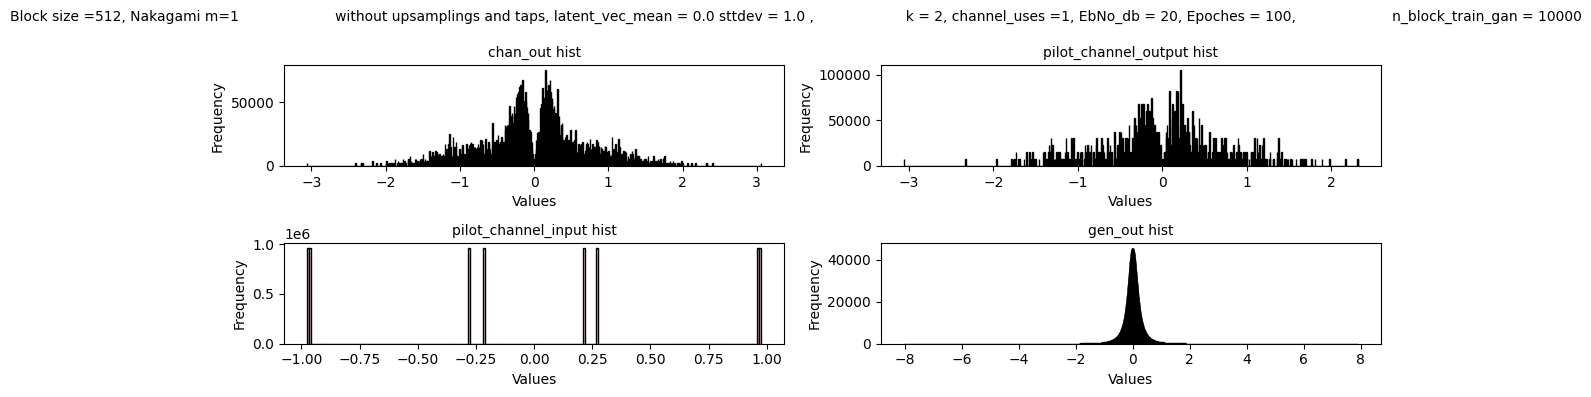 Block size =512, Nakagami m=1 without upsamplings and taps, latent_vec_mean = 0.0 sttdev = 1.0 , k = 2, channel_uses =1, EbNo_db = 20, Epoches = 100, n_block_train_gan = 10000
chan_out hist
Frequency
50000
0
−3 −2 −1 0 1 2 3
Values
pilot_channel_output hist
Frequency
100000
50000
0
−3 −2 −1 0 1 2
Values
pilot_channel_input hist
1e6
Frequency
1.0
0.5
0.0
−1.00 −0.75 −0.50 −0.25 0.00 0.25 0.50 0.75 1.00
Values
gen_out hist
Frequency
40000
20000
0
−8 −6 −4 −2 0 2 4 6 8
Values